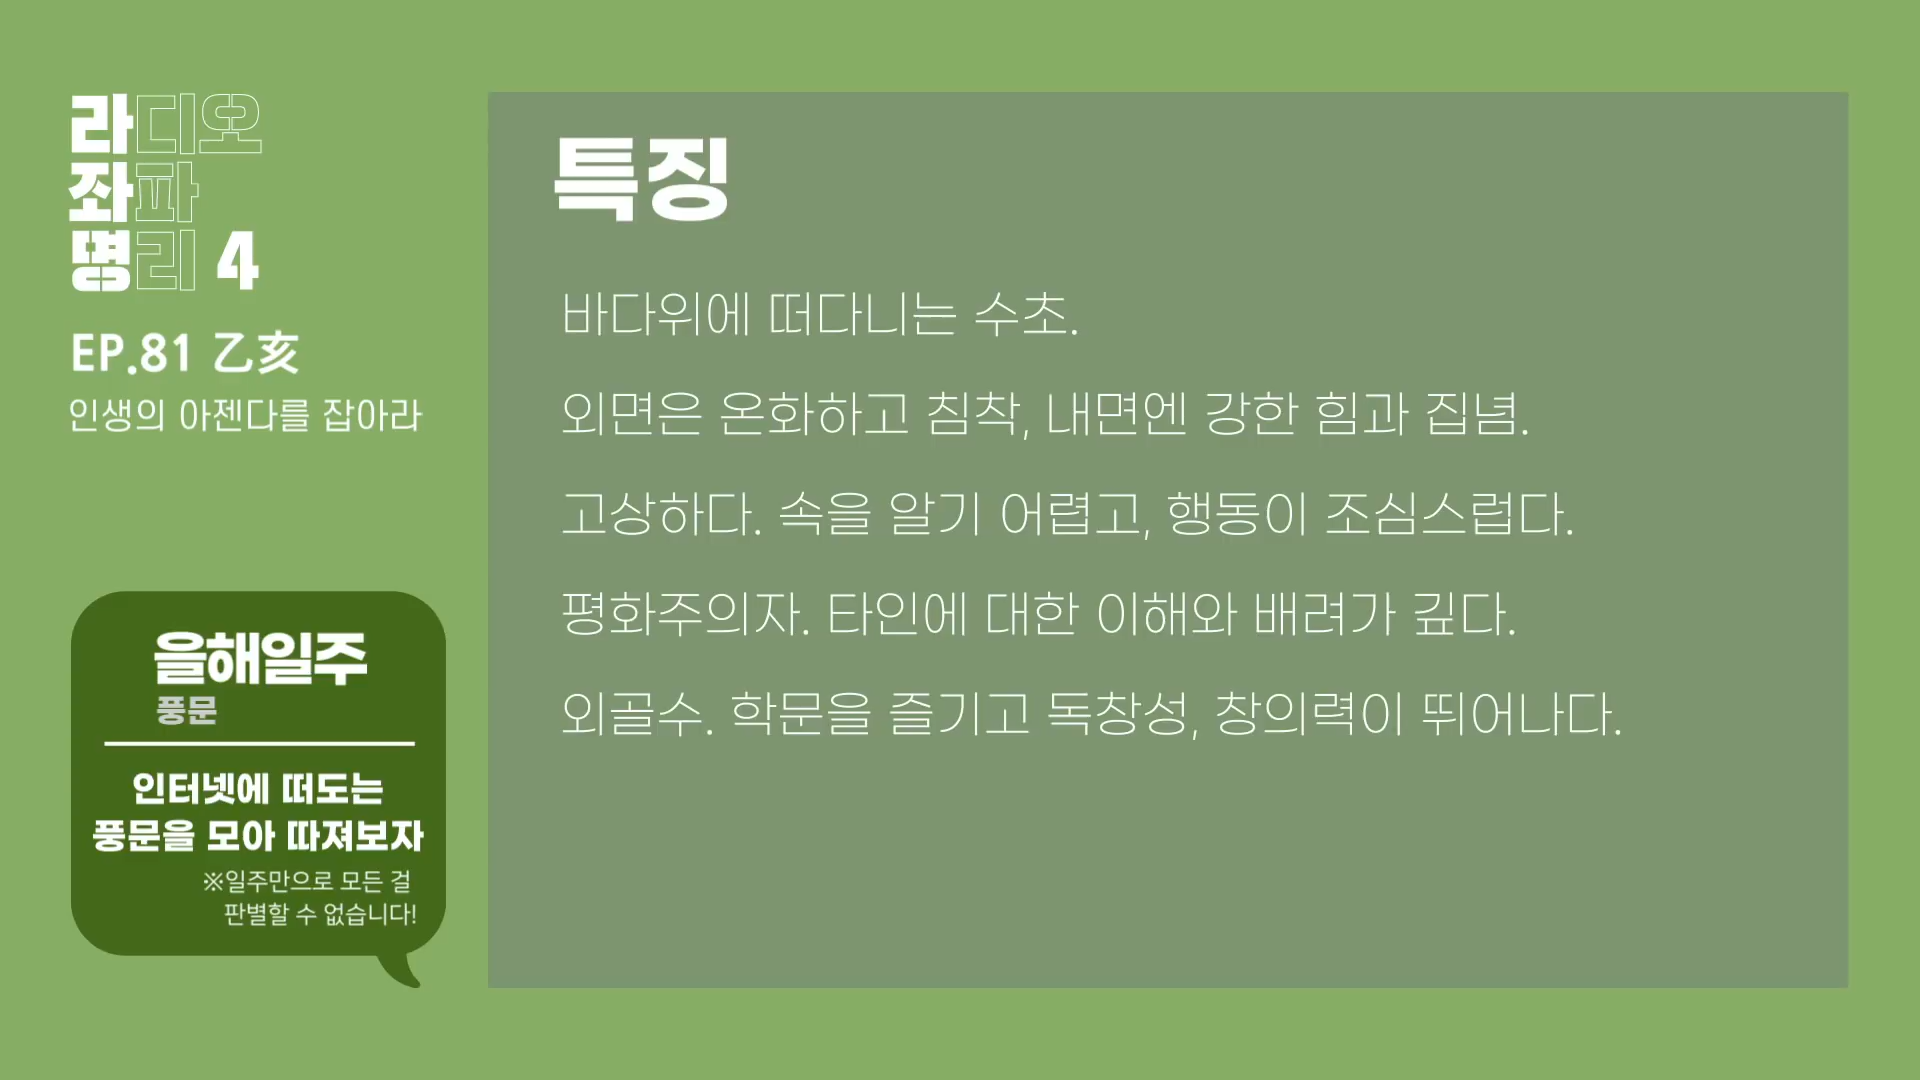 라디오
좌파
명리 4
EP.81 乙亥
인생의 아젠다를 잡아라
을해일주
풍문
인터넷에 떠도는
풍문을 모아 따져보자
※일주만으로 모든 걸
판별할 수 없습니다!
특징
바다위에 떠다니는 수초.
외면은 온화하고 침착, 내면엔 강한 힘과 집념.
고상하다. 속을 알기 어렵고, 행동이 조심스럽다.
평화주의자. 타인에 대한 이해와 배려가 깊다.
외골수. 학문을 즐기고 독창성, 창의력이 뛰어나다.